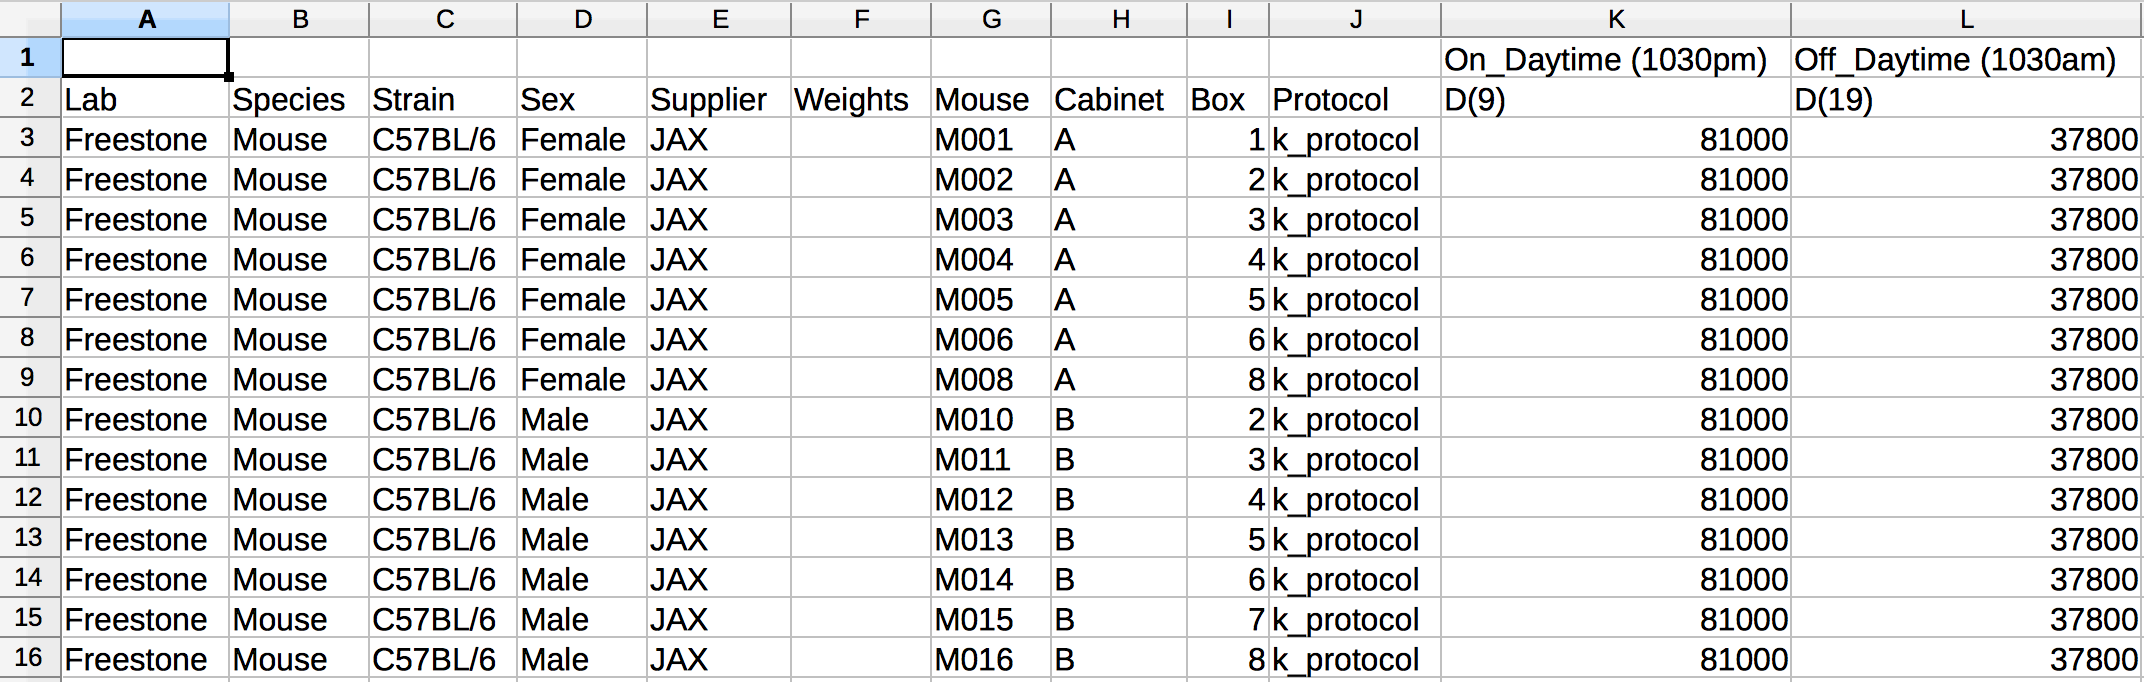 A B C D E F G H I J K L
1 On_Daytime (1030pm) Off_Daytime (1030am)
2 Lab Species Strain Sex Supplier Weights Mouse Cabinet Box Protocol D(9) D(19)
3 Freestone Mouse C57BL/6 Female JAX M001 A 1 k_protocol 81000 37800
4 Freestone Mouse C57BL/6 Female JAX M002 A 2 k_protocol 81000 37800
5 Freestone Mouse C57BL/6 Female JAX M003 A 3 k_protocol 81000 37800
6 Freestone Mouse C57BL/6 Female JAX M004 A 4 k_protocol 81000 37800
7 Freestone Mouse C57BL/6 Female JAX M005 A 5 k_protocol 81000 37800
8 Freestone Mouse C57BL/6 Female JAX M006 A 6 k_protocol 81000 37800
9 Freestone Mouse C57BL/6 Female JAX M008 A 8 k_protocol 81000 37800
10 Freestone Mouse C57BL/6 Male JAX M010 B 2 k_protocol 81000 37800
11 Freestone Mouse C57BL/6 Male JAX M011 B 3 k_protocol 81000 37800
12 Freestone Mouse C57BL/6 Male JAX M012 B 4 k_protocol 81000 37800
13 Freestone Mouse C57BL/6 Male JAX M013 B 5 k_protocol 81000 37800
14 Freestone Mouse C57BL/6 Male JAX M014 B 6 k_protocol 81000 37800
15 Freestone Mouse C57BL/6 Male JAX M015 B 7 k_protocol 81000 37800
16 Freestone Mouse C57BL/6 Male JAX M016 B 8 k_protocol 81000 37800